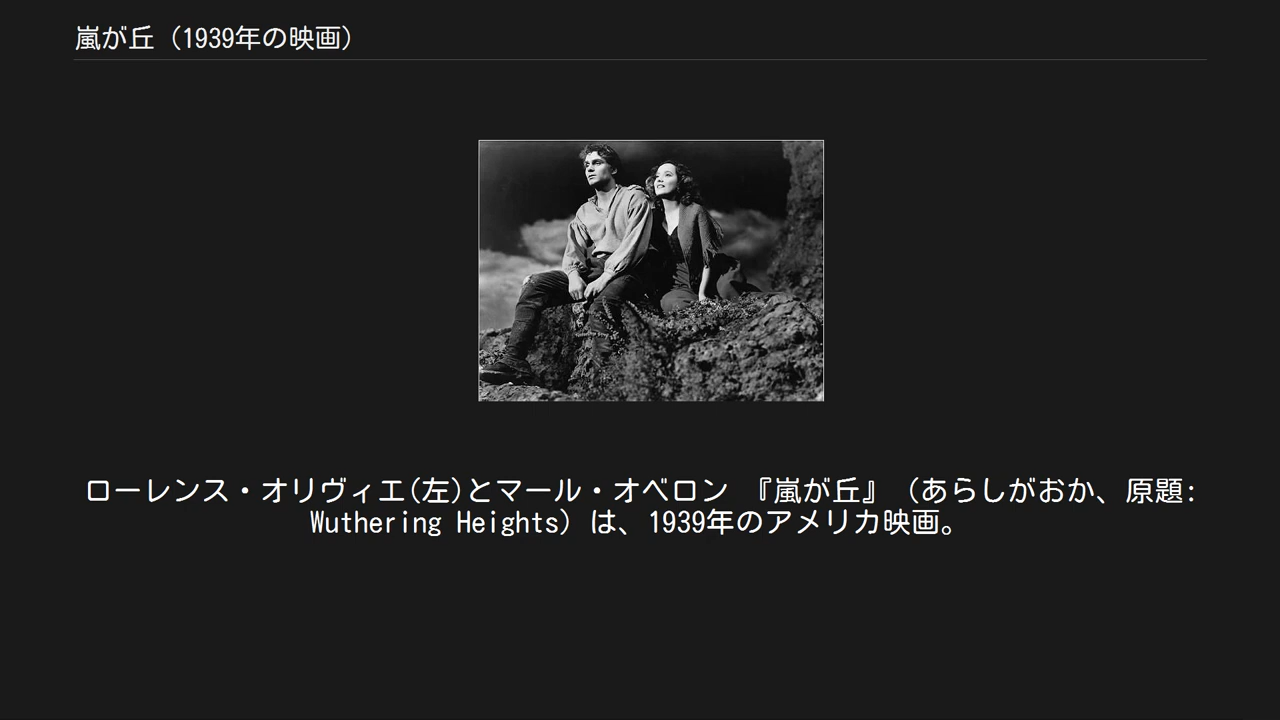 嵐が丘（1939年の映画）
ローレンス・オリヴィエ(左)とマール・オベロン 『嵐が丘』（あらしがおか、原題:
Wuthering Heights）は、1939年のアメリカ映画。